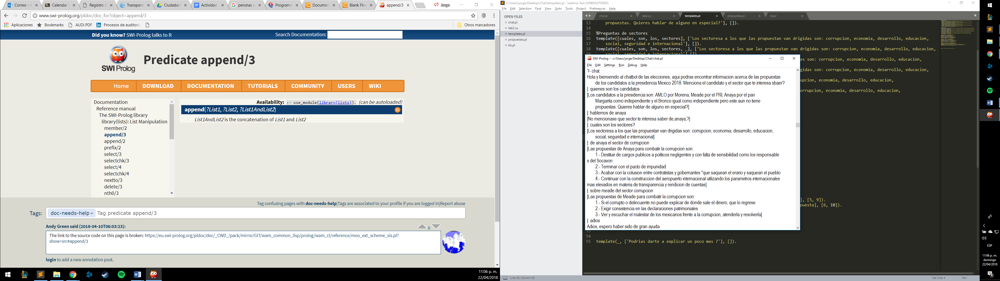 Correo - A
Calendar a
Registro d
Transpare
Ciudadan
Actividad
peronas q
Programa
Documen
Blank Flow
append/3
Jorge
www.swi-prolog.org/pldoc/doc_for?object=append/3
Aplicaciones
Bookmarks
AUDI.PDF
Procesos de auditoría
Otros marcadores
Did you know? SWI-Prolog talks to R
Search Documentation:
SWI Prolog
Predicate append/3
Home
DOWNLOAD
DOCUMENTATION
TUTORIALS
COMMUNITY
USERS
WIKI
Documentation
Reference manual
The SWI-Prolog library
library(lists): List Manipulation
member/2
append/3
append/2
prefix/2
select/3
selectchk/3
select/4
selectchk/4
nextto/3
delete/3
nth0/3
Availability: :- use_module(library(lists)). (can be autoloaded)
append(?List1, ?List2, ?List1AndList2)
List1AndList2 is the concatenation of List1 and List2
Tag confusing pages with doc-needs-help|Tags are associated to your profile if you are logged in|Report abuse
Tags:
doc-needs-help × Tag predicate append/3
Andy Green said (2018-04-10T06:03:23):
0
The link to the source code on this page is broken: https://eu.swi-prolog.org/pldoc/doc/_CWD_/pack/mirror/GIT/wam_common_lisp/prolog/wam_cl/reference/moo_ext_scheme_sis.pl?
show=src#append/3
login to add a new annotation post.
11:06 p. m.
22/04/2018
C:\Users\jorge\Desktop\Chat\templates.pl - Sublime Text (UNREGISTERED)
File Edit Selection Find View Goto Tools Project Preferences Help
OPEN FILES
chat.pl
lab2.cu
templates.pl
propuestas.pl
kb.pl
chat.pl
lab2.cu
templates.pl
propuestas.pl
kb.pl
13 propuestas. Quieres hablar de alguno en especial?'], []).
14
15 %Preguntas de sectores
16 template([cuales, son, los, sectores], ['Los sectoresa a los que las propuestan van drigidas son: corrupcion, economia, desarrollo, educacion,
17 social, seguridad e internacional'], []).
18 template([cuales, son, los, sectores, _], ['Los sectoresa a los que las propuestan van drigidas son: corrupcion, economia, desarrollo, educacion,
as son: corrupcion, economia, desarrollo, educacion,
gidas son: corrupcion, economia, desarrollo, educacion,
upcion, economia, desarrollo, educacion,
orrupcion, economia, desarrollo, educacion,
], [5, 9]).
puesta], [6, 10]).
53
54
55 template(_, ['Podrias darte a explicar un poco mas ?'], []).
SWI-Prolog -- c:/Users/jorge/Desktop/Chat/chat.pl
File Edit Settings Run Debug Help
?- chat.
Hola y bienvenido al chatbot de las elecciones, aqui podras encontrar informacion acerca de las propuestas
de los candidatos a la presidencia Mexico 2018. Menciona el candidato y el sector que te interesa sbaer?
|: quienes son los candidatos
[Los candidatos a la presidencia son: AMLO por Morena, Meade por el PRI, Anaya por el pan
Margarita como independiente y el Bronco igual como independiente pero este aun no tiene
propuestas. Quieres hablar de alguno en especial?]
|: hablemos de anaya
[No mencionase que sector te interesa saber de,anaya,?]
|: cuales son los sectores?
[Los sectoresa a los que las propuestan van drigidas son: corrupcion, economia, desarrollo, educacion,
social, seguridad e internacional]
|: de anaya el sector de corrupcion
[Las propuestas de Anaya para combatir la corrupcion son:
1.- Destituir de cargos publicos a politicos negligentes y con falta de sensibilidad como los responsable
s del Socavon
2.- Terminar con el pacto de impunidad
3.- Acabar con la colusion entre contratistas y gobernantes "que saquean el erario y saquean el pueblo
4.- Continuar con la construccion del aeropuerto internacional utilizando los parametros internacionales
mas elevados en materia de transparencia y rendicion de cuentas]
|: sobre meade del sector corrupcion
[Las propuestas de Meade para combatir la corrupcion son:
1.- Si el corrupto o delincuente no puede explicar de donde sale el dinero, que lo regrese
2.- Exigir consistencia en las declaraciones patrimoniales
3.- Ver y escuchar el malestar de los mexicanos frente a la corrupcion, atenderla y resolverla]
|: adios
Adios, espero haber sido de gran ayuda
Line 35, Column 52
Tab Size: 4
Perl
ESP
11:06 p. m.
domingo
22/04/2018